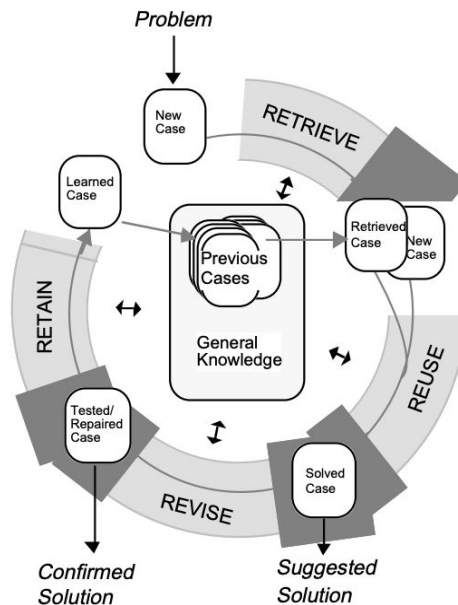 Problem
New
Case
RETRIEVE
Learned
Case
Retrieved
Case
New
Case
Previous
Cases
General
Knowledge
RETAIN
REUSE
Tested/
Repaired
Case
REVISE
Solved
Case
Confirmed
Solution
Suggested
Solution